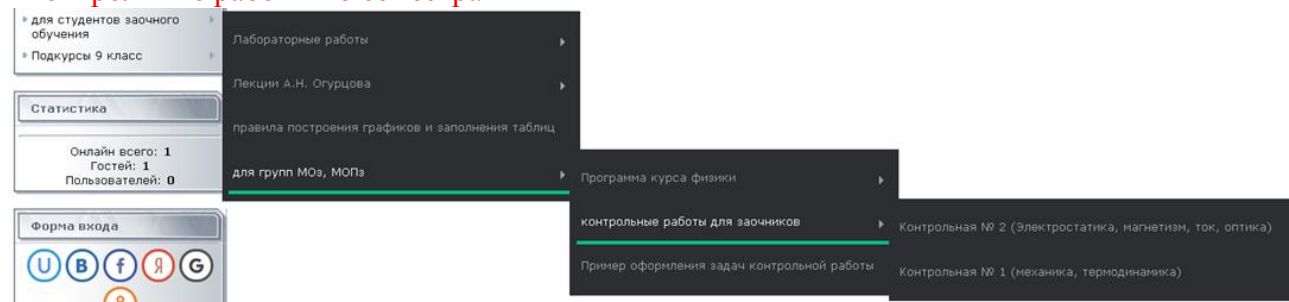 для студентов заочного
обучения
Подкурсы 9 класс
Статистика
Онлайн всего: 1
Гостей: 1
Пользователей: 0
Форма входа
Лабораторные работы
Лекции А.Н. Огурцова
правила построения графиков и заполнения таблиц
для групп МОз, МОПз
Программа курса физики
контрольные работы для заочников
Пример оформления задач контрольной работы
Контрольная № 2 (Электростатика, магнетизм, ток, оптика)
Контрольная № 1 (механика, термодинамика)